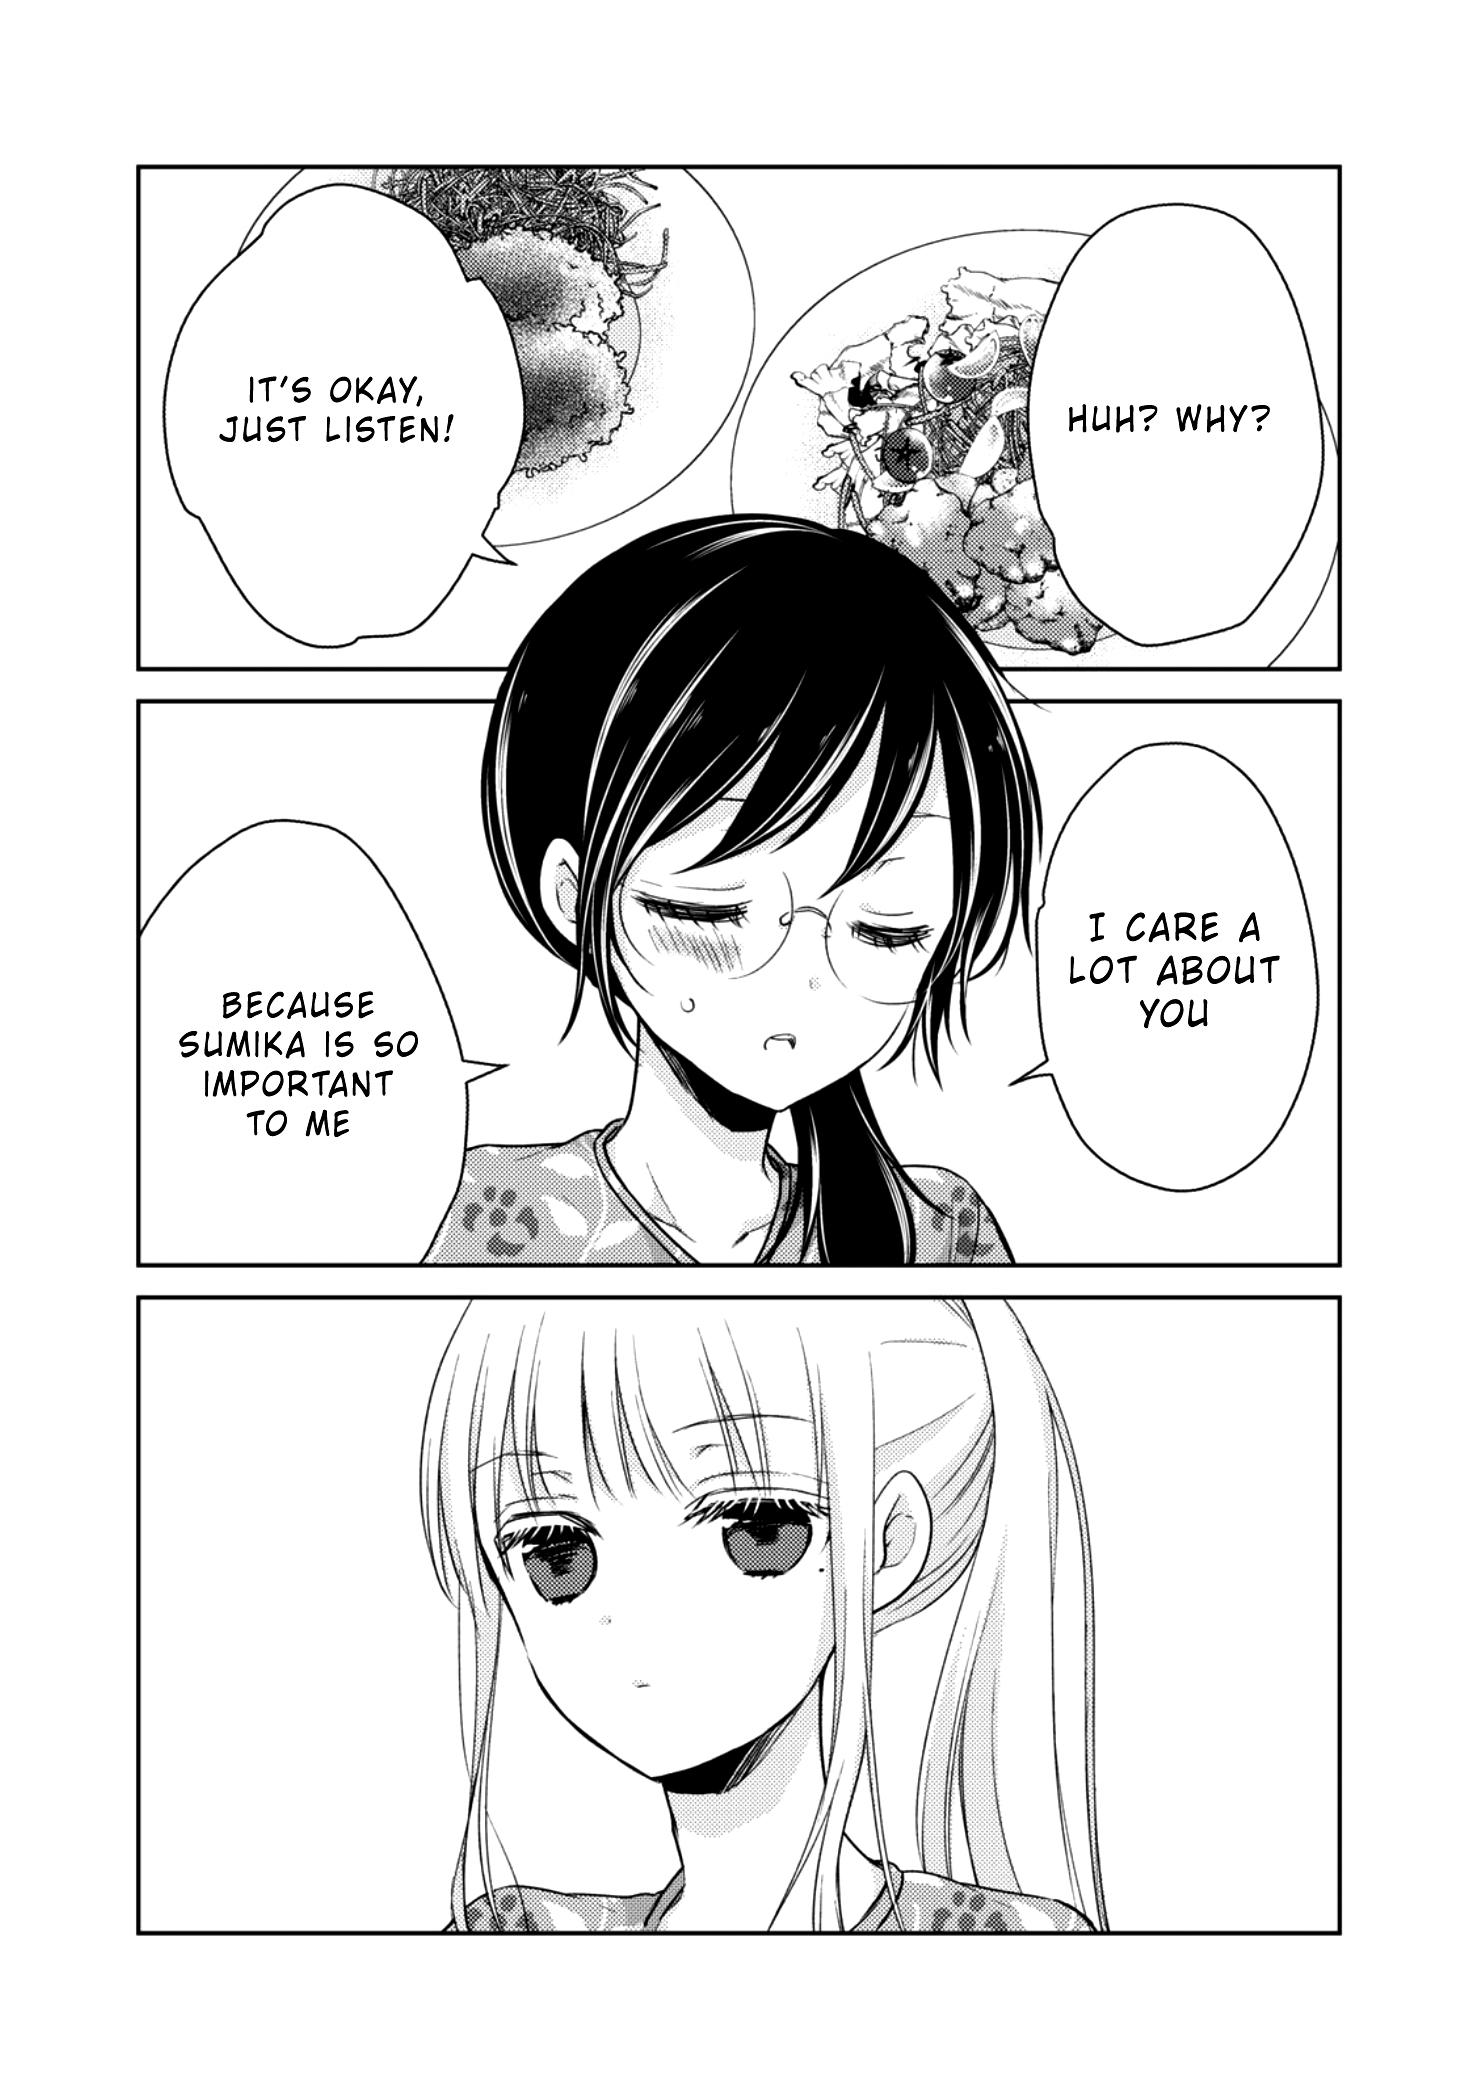 HUH? WHY?
IT'S OKAY,
JUST LISTEN!
I CARE A
LOT ABOUT
YOU
BECAUSE
SUMIKA IS SO
IMPORTANT
TO ME